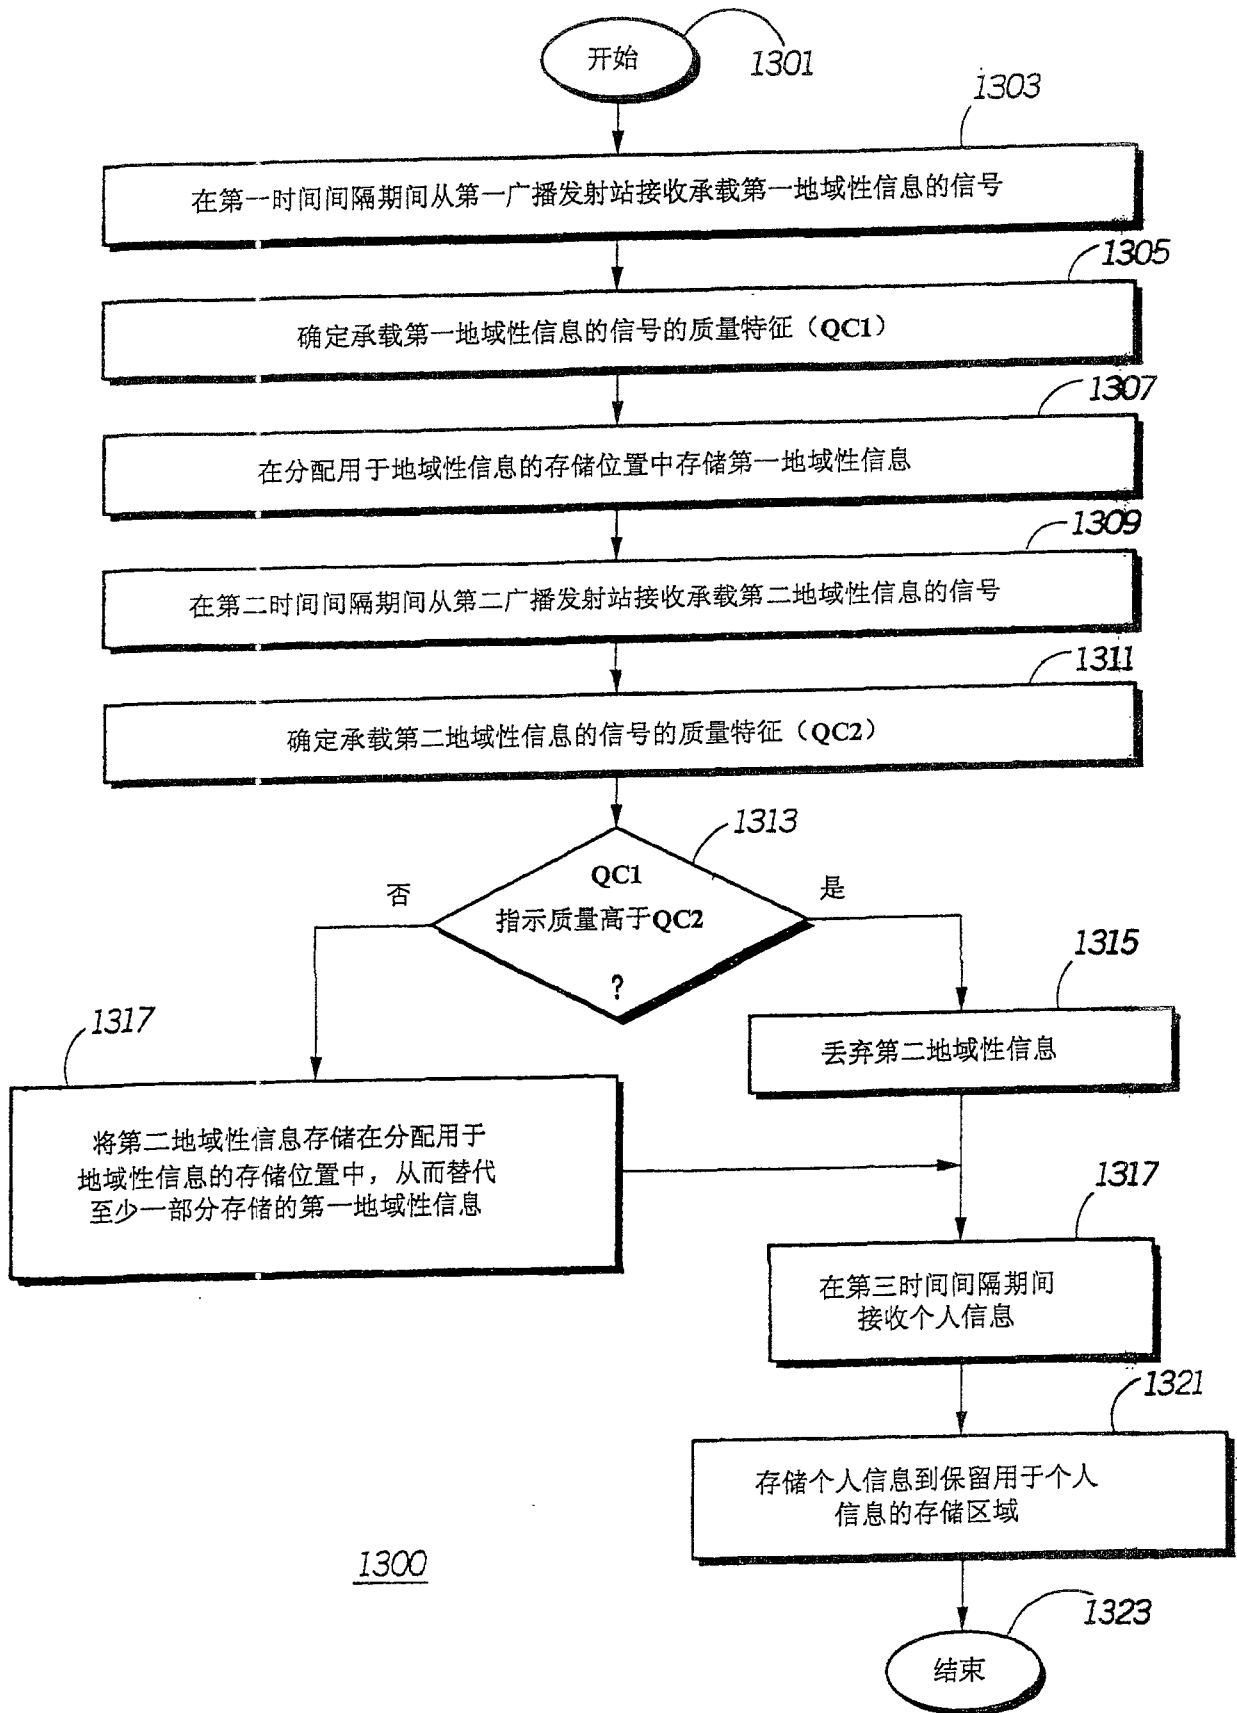 开始
1301
1303
在第一时间间隔期间从第一广播发射站接收承载第一地域性信息的信号
1305
确定承载第一地域性信息的信号的质量特征（QC1）
1307
在分配用于地域性信息的存储位置中存储第一地域性信息
1309
在第二时间间隔期间从第二广播发射站接收承载第二地域性信息的信号
1311
确定承载第二地域性信息的信号的质量特征（QC2）
1313
QC1
指示质量高于QC2
?
否
是
1315
丢弃第二地域性信息
1317
将第二地域性信息存储在分配用于
地域性信息的存储位置中，从而替代
至少一部分存储的第一地域性信息
1317
在第三时间间隔期间
接收个人信息
1321
存储个人信息到保留用于个人
信息的存储区域
1300
1323
结束